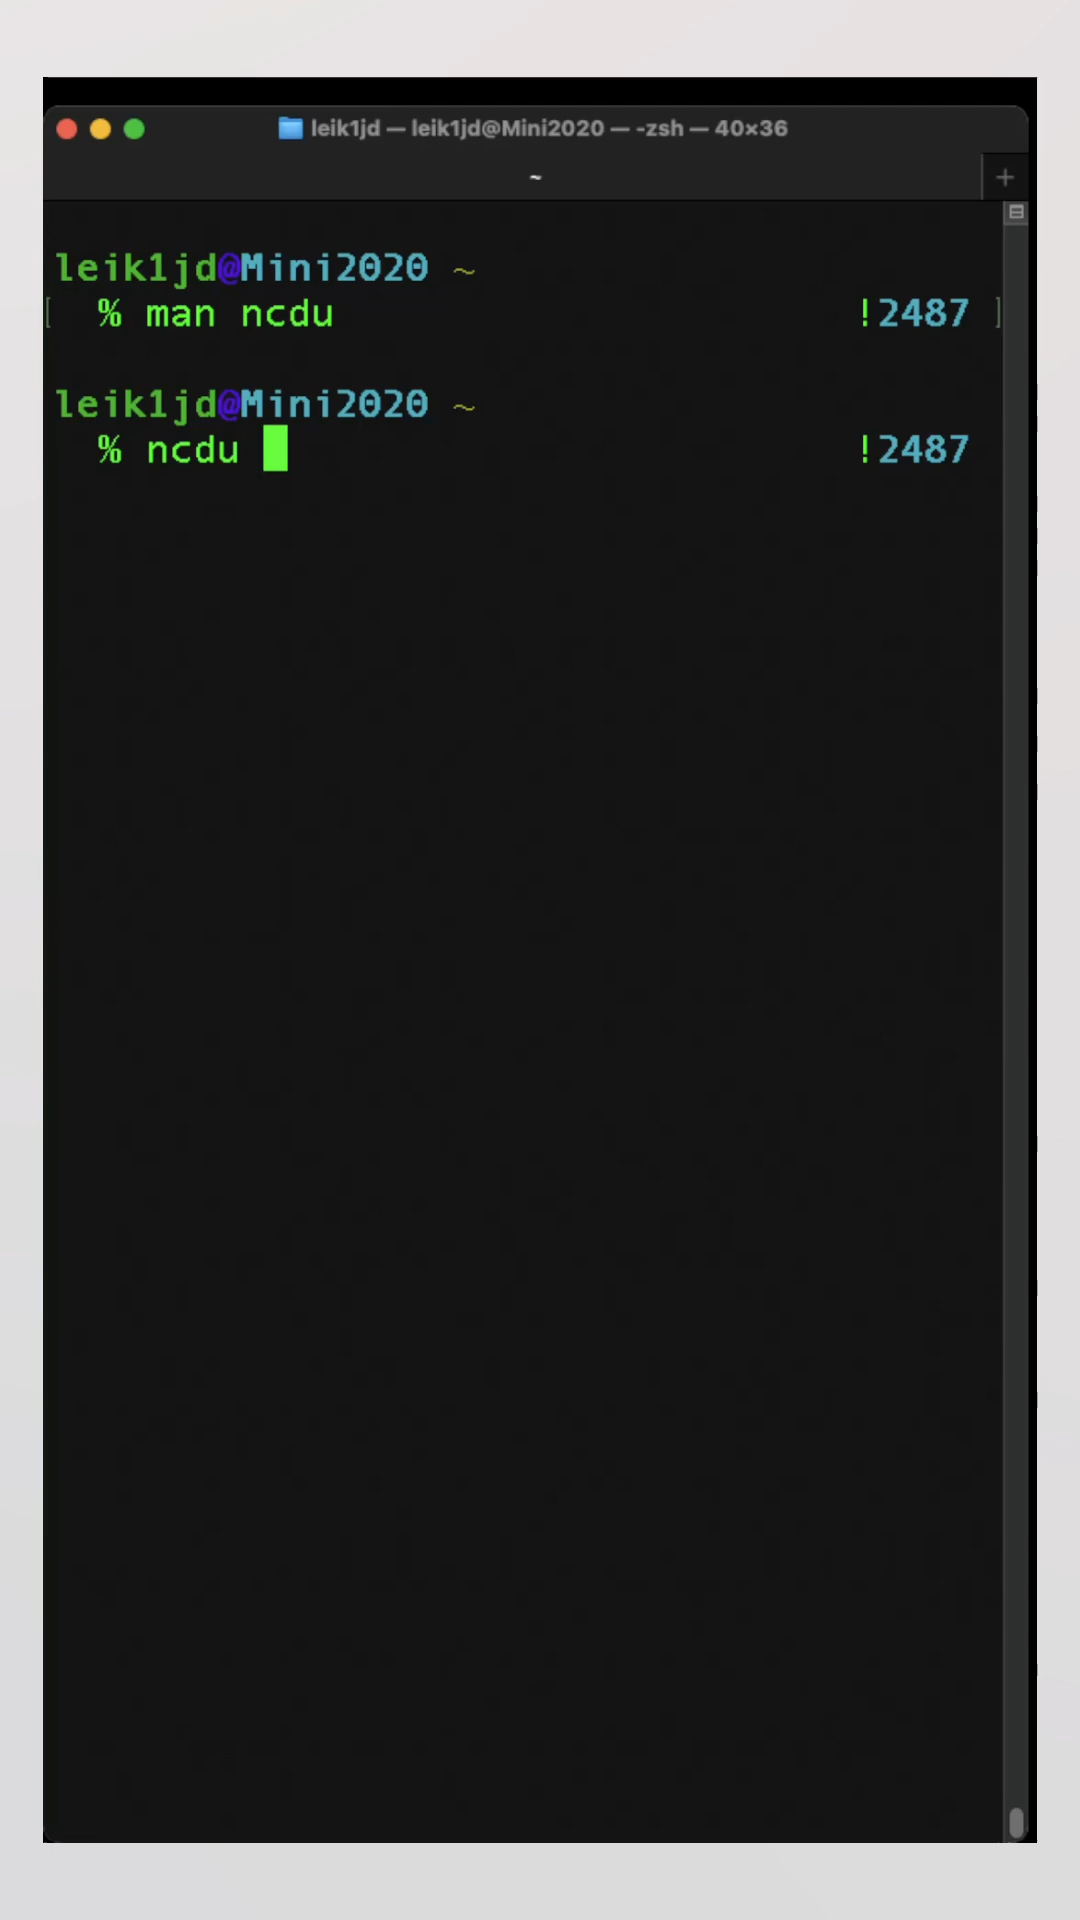 leik1jd — leik1jd@Mini2020 — -zsh — 40×36
~
+
leik1jd@Mini2020 ~
[ % man ncdu !2487 ]
leik1jd@Mini2020 ~
% ncdu !2487